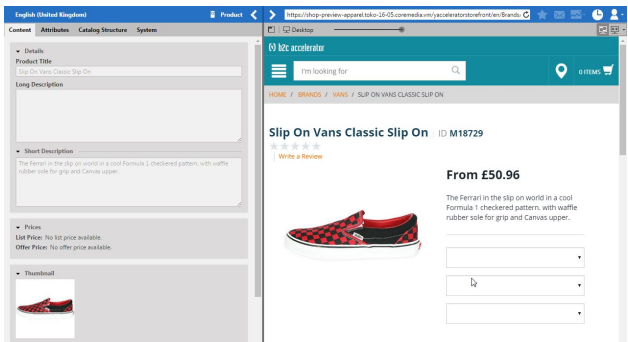 English (United Kingdom)
Product
Content Attributes Catalog Structure System
Details
Product Title
Slip On Vans Classic Slip On
Long Description
Short Description
The Ferrari in the slip on world in a cool Formula 1 checkered pattern. with waffle
rubber sole for grip and Canvas upper.
Prices
List Price: No list price available.
Offer Price: No offer price available.
Thumbnail
https://shop-preview-apparel.toko-16-05.coremedia.vm/yacceleratorstorefront/en/Brands/
Desktop
b2c accelerator
I'm looking for
0 ITEMS
HOME / BRANDS / VANS / SLIP ON VANS CLASSIC SLIP ON
Slip On Vans Classic Slip On | ID M18729
Write a Review
From £50.96
The Ferrari in the slip on world in a cool
Formula 1 checkered pattern. with waffle
rubber sole for grip and Canvas upper.